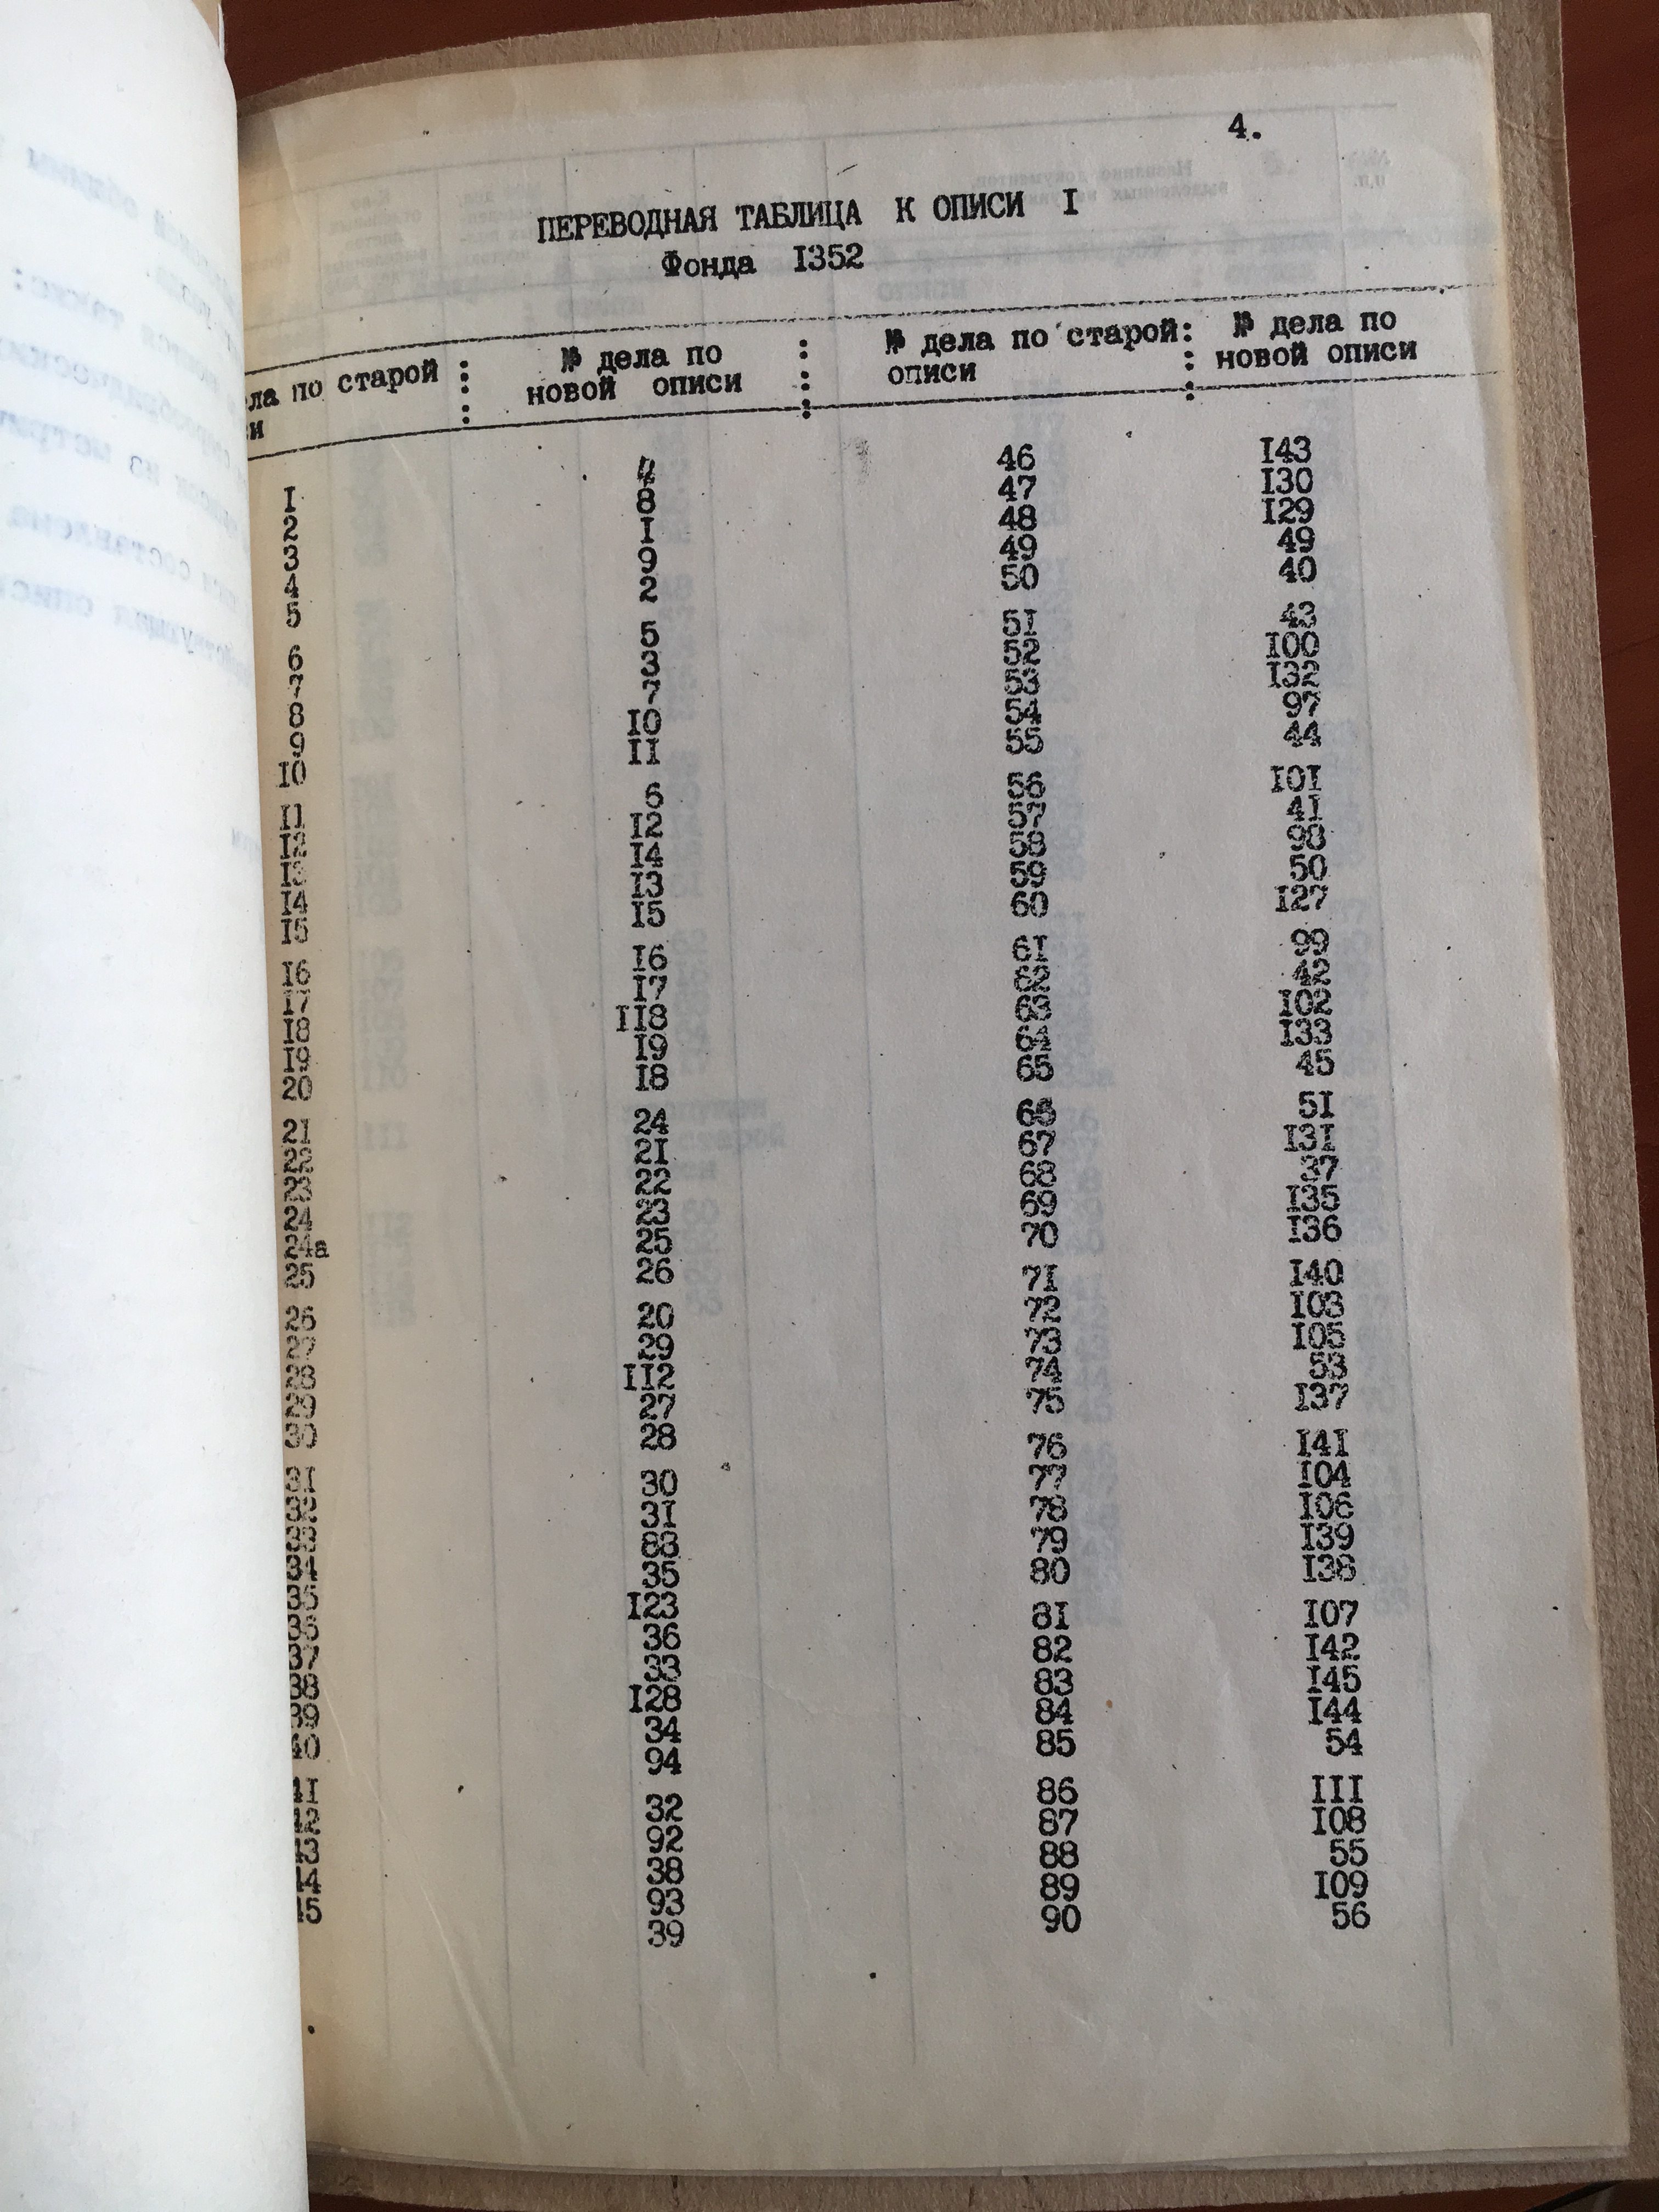 4.
ПЕРЕВОДНАЯ ТАБЛИЦА К ОПИСИ I
Фонда I352
по старой : № дела по : № дела по старой: № дела по
новой описи : описи : новой описи
I 4 46 I43
2 8 47 I30
3 I 48 I29
4 9 49 49
5 2 50 40
6 5 5I 43
7 3 52 I00
8 7 53 I32
9 I0 54 97
I0 II 55 44
II 6 56 I0I
I2 I2 57 4I
I3 I4 58 98
I4 I3 59 50
I5 I5 60 I27
I6 I6 6I 99
I7 I7 62 42
I8 II8 63 I02
I9 I9 64 I33
20 I8 65 45
2I 24 66 5I
22 2I 67 I3I
23 22 68 37
24 23 69 I35
24а 25 70 I36
25 26 7I I40
26 20 72 I03
27 29 73 I05
28 II2 74 53
29 27 75 I37
30 28 76 I4I
3I 30 77 I04
32 3I 78 I06
33 88 79 I39
34 35 80 I38
35 I23 8I I07
36 36 82 I42
37 33 83 I45
38 I28 84 I44
39 34 85 54
40 94 86 III
4I 32 87 I08
42 92 88 55
43 38 89 I09
44 93 90 56
45 39